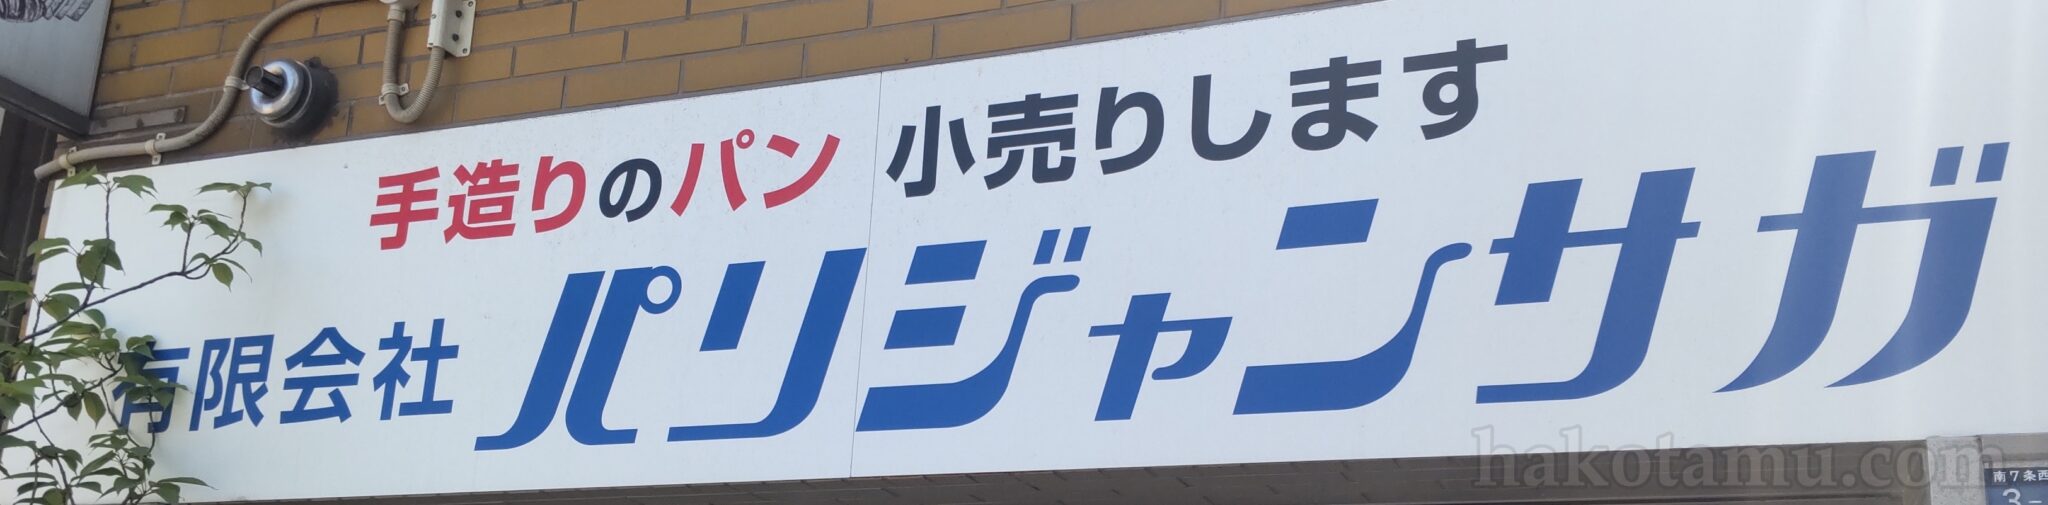 手造りのパン 小売りします
有限会社 パリジャンサガ
hakotamu.com
南7条西
3-